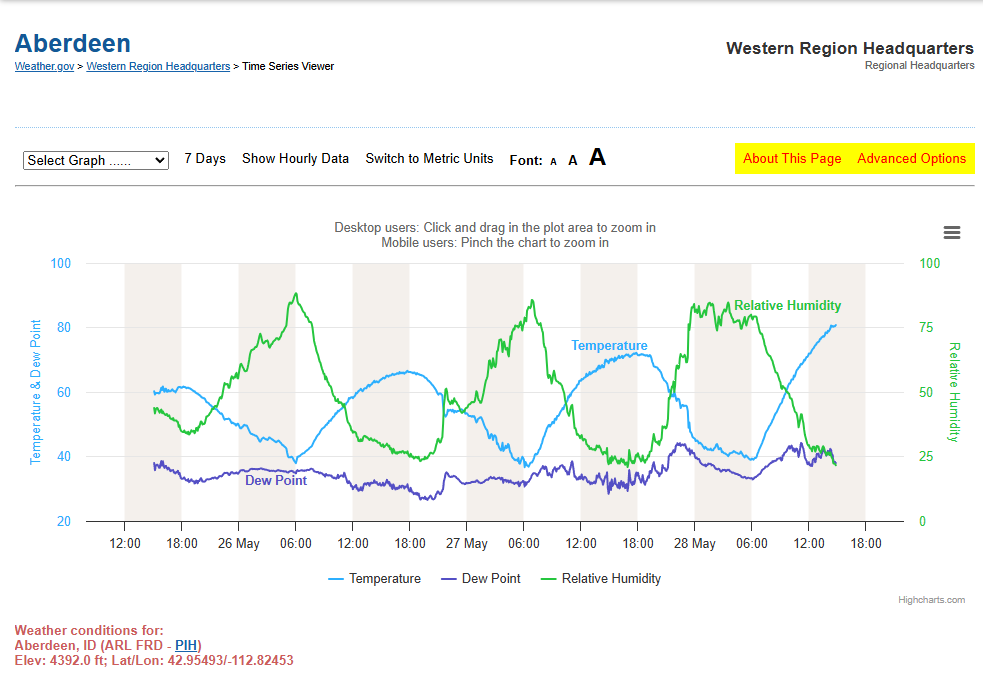 Aberdeen
Western Region Headquarters
Weather.gov > Western Region Headquarters > Time Series Viewer
Regional Headquarters
Select Graph ...... 7 Days Show Hourly Data Switch to Metric Units Font: A A A About This Page Advanced Options
Desktop users: Click and drag in the plot area to zoom in
Mobile users: Pinch the chart to zoom in
100 100
80 75
60 50
40 25
20 0
Temperature & Dew Point
Relative Humidity
Relative Humidity
Temperature
Dew Point
12:00 18:00 26 May 06:00 12:00 18:00 27 May 06:00 12:00 18:00 28 May 06:00 12:00 18:00
Temperature Dew Point Relative Humidity
Highcharts.com
Weather conditions for:
Aberdeen, ID (ARL FRD - PIH)
Elev: 4392.0 ft; Lat/Lon: 42.95493/-112.82453